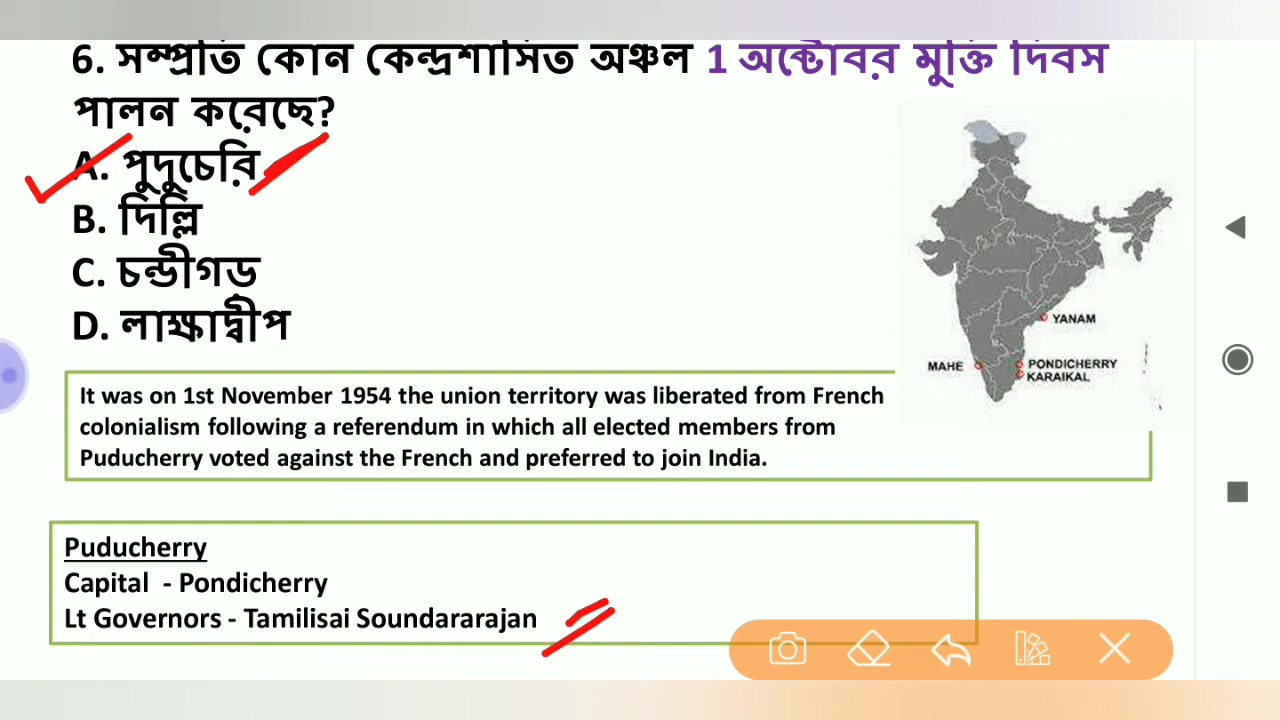 6. সম্প্রতি কোন কেন্দ্রশাসিত অঞ্চল 1 অক্টোবর মুক্তি দিবস
পালন করেছে?
A. পুদুচেরি
B. দিল্লি
C. চন্ডীগড়
D. লাক্ষাদ্বীপ
YANAM
MAHE
PONDICHERRY
KARAIKAL
It was on 1st November 1954 the union territory was liberated from French
colonialism following a referendum in which all elected members from
Puducherry voted against the French and preferred to join India.
Puducherry
Capital - Pondicherry
Lt Governors - Tamilisai Soundararajan